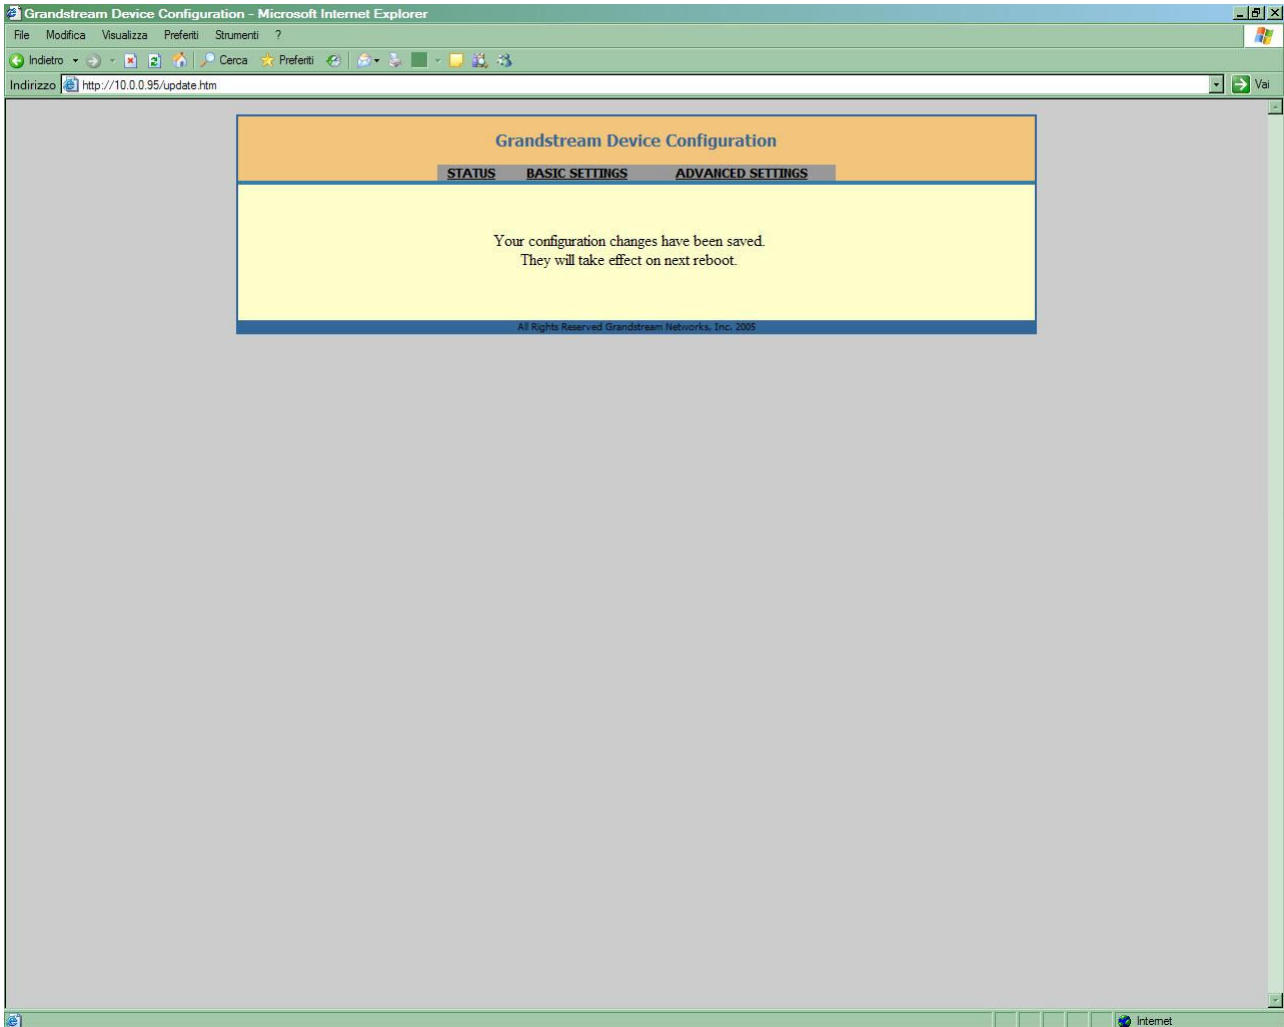 Grandstream Device Configuration - Microsoft Internet Explorer
File Modifica Visualizza Preferiti Strumenti ?
Indietro Cerca Preferiti
Indirizzo http://10.0.0.95/update.htm Vai
Grandstream Device Configuration
STATUS BASIC SETTINGS ADVANCED SETTINGS
Your configuration changes have been saved.
They will take effect on next reboot.
All Rights Reserved Grandstream Networks, Inc. 2005
Internet